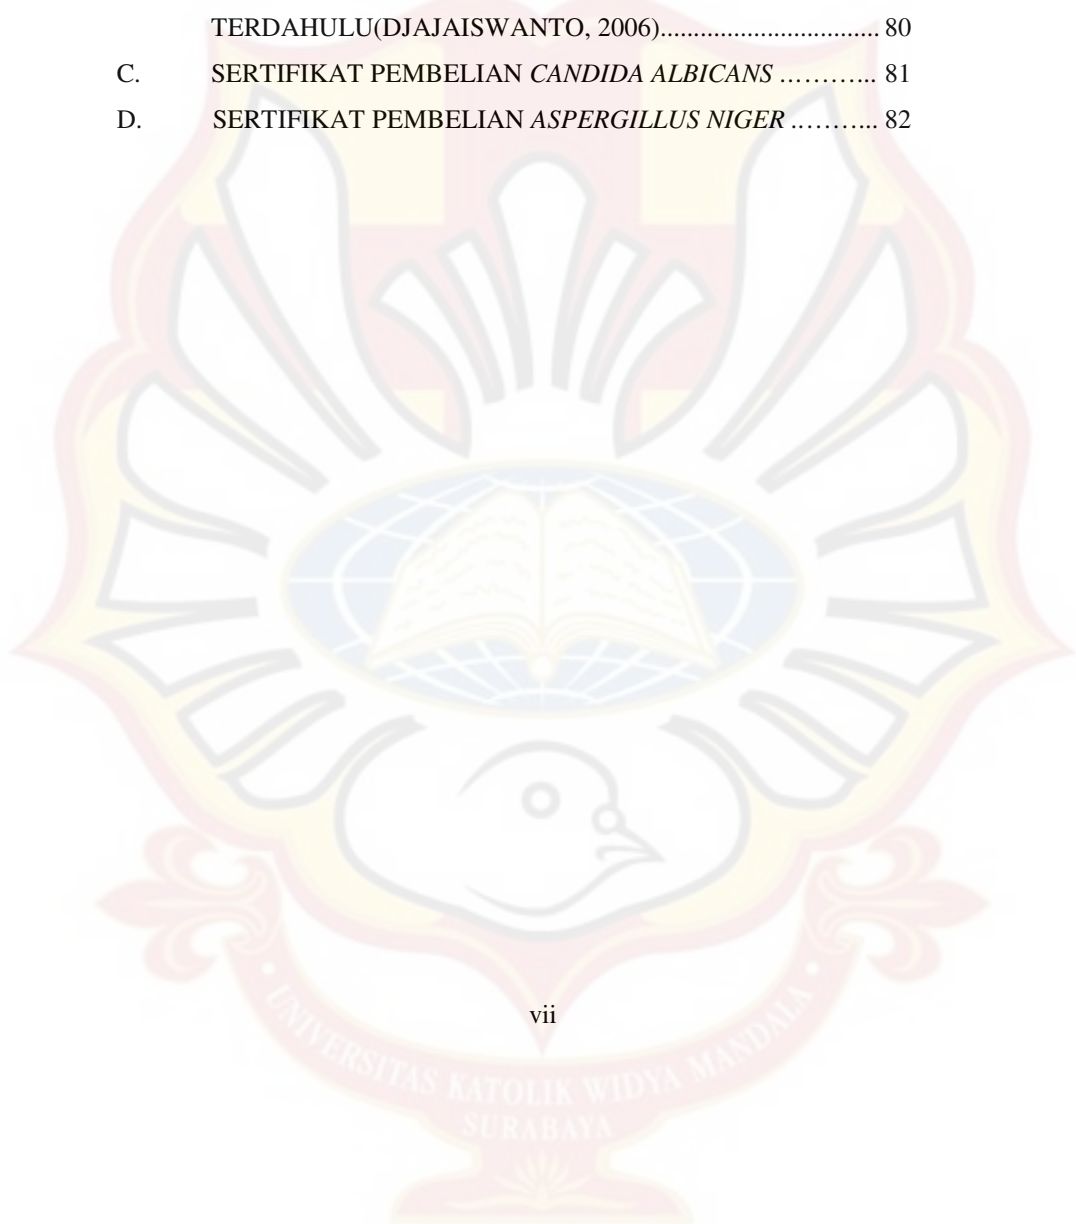 TERDAHULU(DJAJAISWANTO, 2006)................................ 80
C. SERTIFIKAT PEMBELIAN CANDIDA ALBICANS ……….... 81
D. SERTIFIKAT PEMBELIAN ASPERGILLUS NIGER ………... 82
vii
• UNIVERSITAS KATOLIK WIDYA MANDALA •
SURABAYA